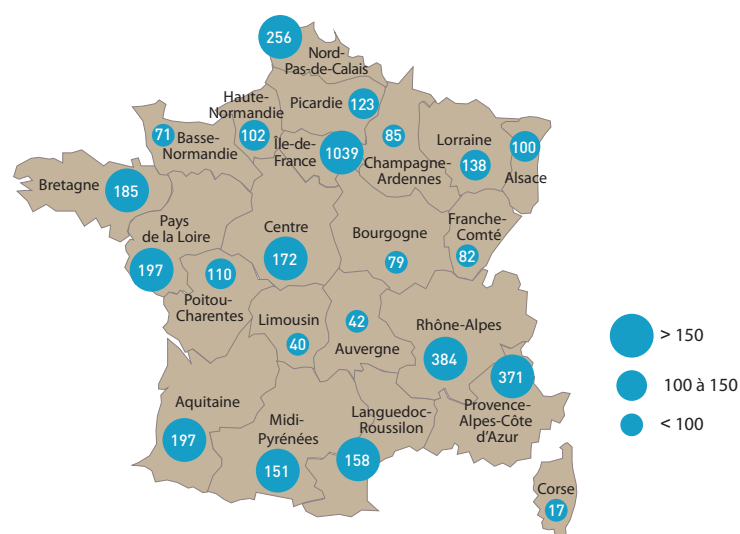 256
Nord-
Pas-de-Calais
Haute-
Normandie
102
Picardie
123
71
Basse-
Normandie
Île-de-
France
1039
85
Champagne-
Ardennes
Lorraine
138
100
Alsace
Bretagne
185
Pays
de la Loire
197
Centre
172
Bourgogne
79
Franche-
Comté
82
110
Poitou-
Charentes
Limousin
40
42
Auvergne
Rhône-Alpes
384
371
Provence-
Alpes-Côte
d'Azur
Aquitaine
197
Midi-
Pyrénées
151
Languedoc-
Roussillon
158
Corse
17
> 150
100 à 150
< 100